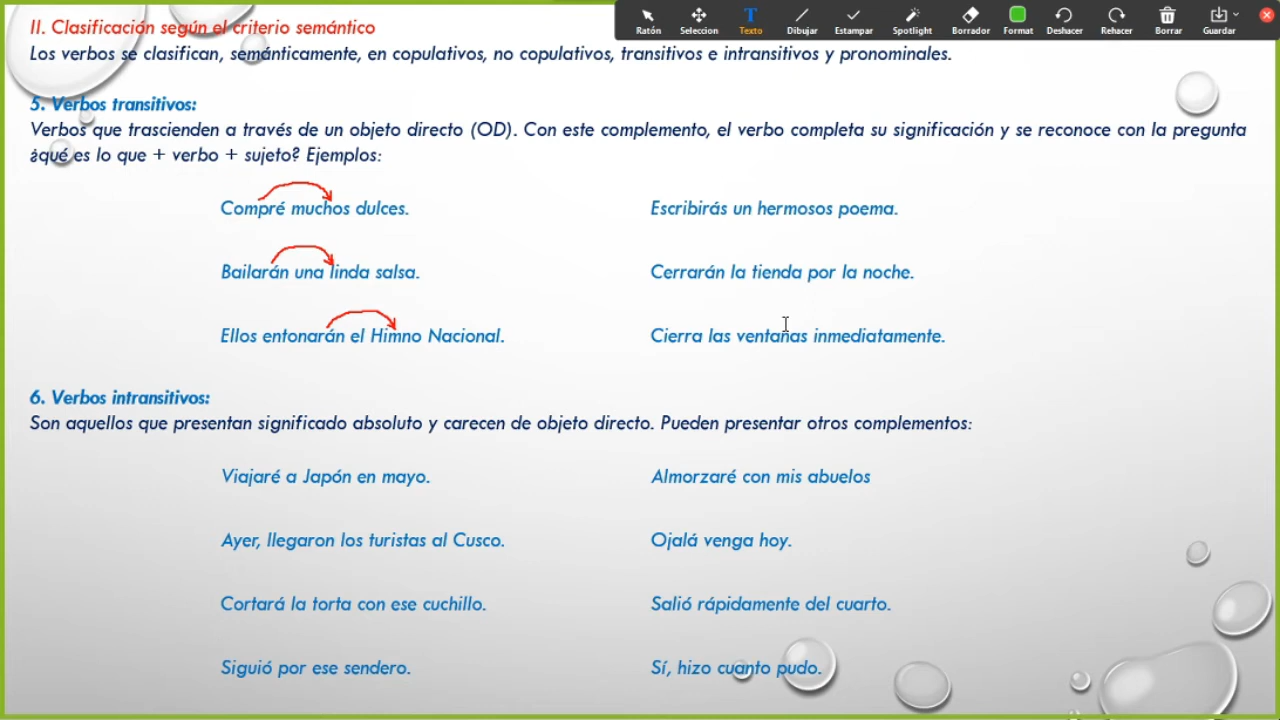 II. Clasificación según el criterio semántico
Ratón Seleccion Texto Dibujar Estampar Spotlight Borrador Format Deshacer Rehacer Borrar Guardar
Los verbos se clasifican, semánticamente, en copulativos, no copulativos, transitivos e intransitivos y pronominales.
5. Verbos transitivos:
Verbos que trascienden a través de un objeto directo (OD). Con este complemento, el verbo completa su significación y se reconoce con la pregunta
¿qué es lo que + verbo + sujeto? Ejemplos:
Compré muchos dulces. Escribirás un hermosos poema.
Bailarán una linda salsa. Cerrarán la tienda por la noche.
Ellos entonarán el Himno Nacional. Cierra las ventanas inmediatamente.
6. Verbos intransitivos:
Son aquellos que presentan significado absoluto y carecen de objeto directo. Pueden presentar otros complementos:
Viajaré a Japón en mayo. Almorzaré con mis abuelos
Ayer, llegaron los turistas al Cusco. Ojalá venga hoy.
Cortará la torta con ese cuchillo. Salió rápidamente del cuarto.
Siguió por ese sendero. Sí, hizo cuanto pudo.